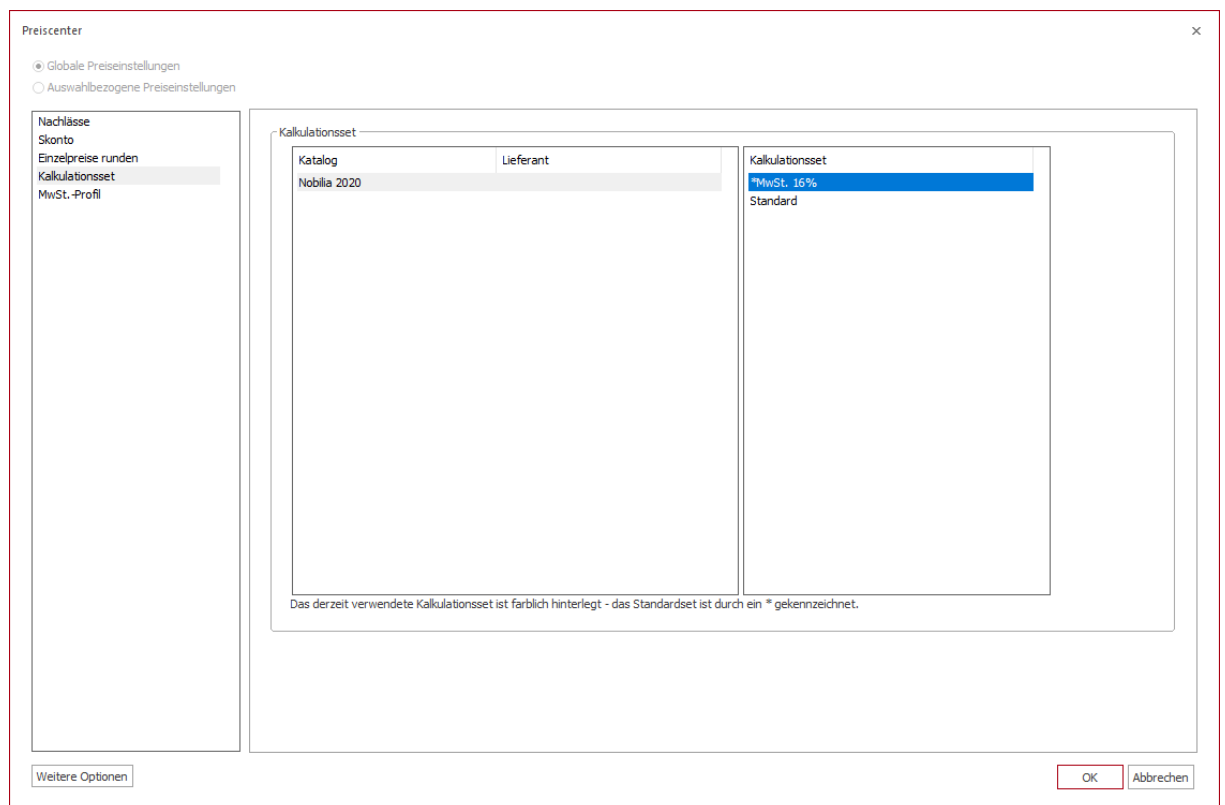 Preiscenter
Globale Preiseinstellungen
Auswahlbezogene Preiseinstellungen
Nachlässe
Skonto
Einzelpreise runden
Kalkulationsset
MwSt.-Profil
Kalkulationsset
Katalog Lieferant
Nobilia 2020
Kalkulationsset
*MwSt. 16%
Standard
Das derzeit verwendete Kalkulationsset ist farblich hinterlegt - das Standardset ist durch ein * gekennzeichnet.
Weitere Optionen
OK Abbrechen